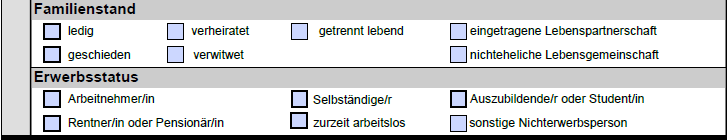 Familienstand
ledig verheiratet getrennt lebend eingetragene Lebenspartnerschaft
geschieden verwitwet nichteheliche Lebensgemeinschaft
Erwerbsstatus
Arbeitnehmer/in Selbständige/r Auszubildende/r oder Student/in
Rentner/in oder Pensionär/in zurzeit arbeitslos sonstige Nichterwerbsperson